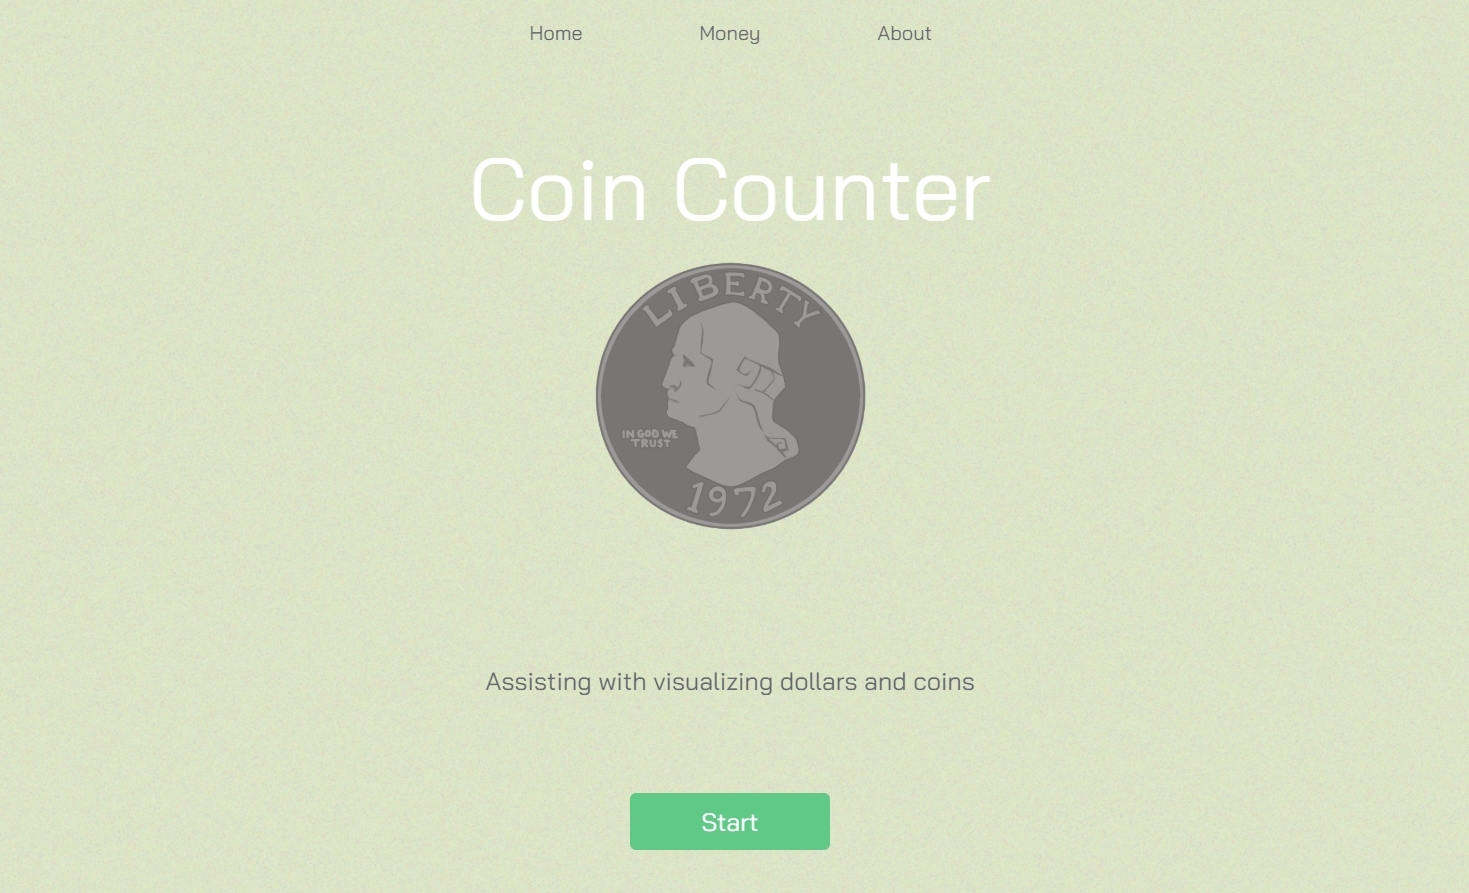 Home Money About
Coin Counter
LIBERTY
IN GOD WE
TRUST
1972
Assisting with visualizing dollars and coins
Start